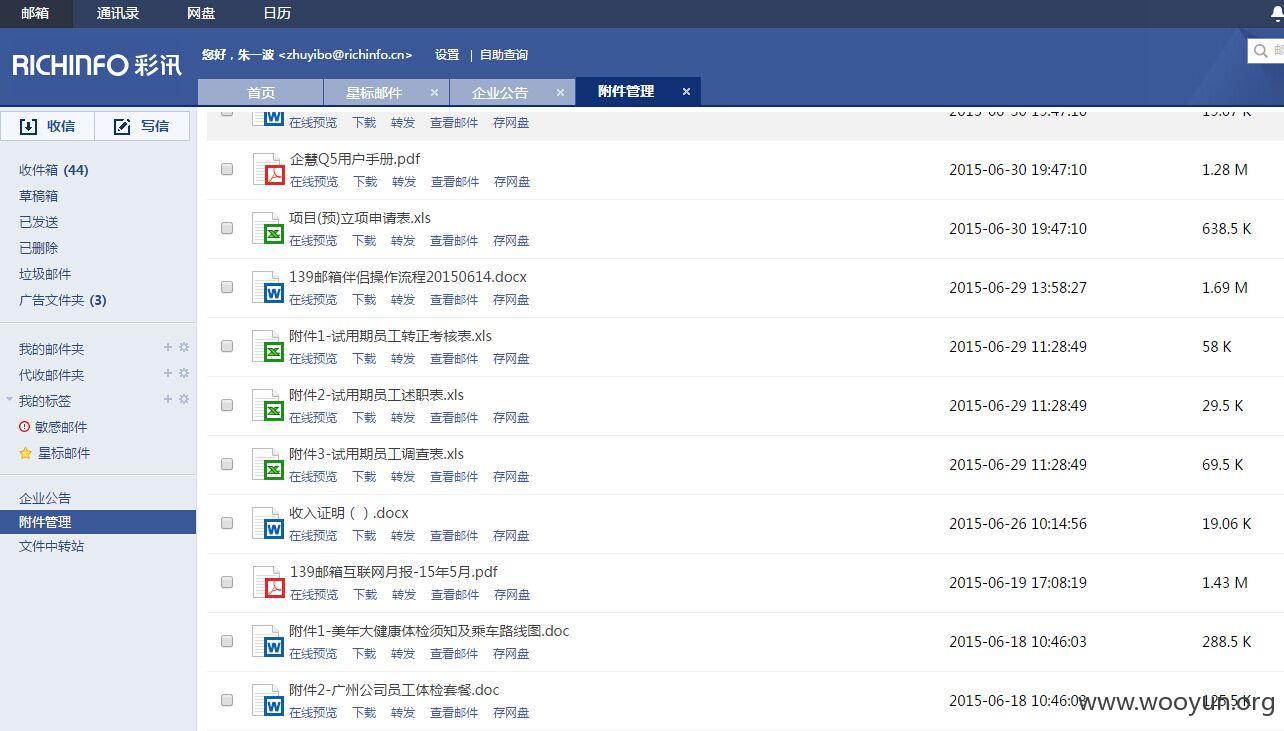 邮箱 通讯录 网盘 日历
RICHINFO 彩讯
您好，朱一波 <zhuyibo@richinfo.cn> 设置 | 自助查询
首页 星标邮件 × 企业公告 × 附件管理 ×
收信 写信
收件箱 (44)
草稿箱
已发送
已删除
垃圾邮件
广告文件夹 (3)
我的邮件夹
代收邮件夹
我的标签
敏感邮件
星标邮件
企业公告
附件管理
文件中转站
在线预览 下载 转发 查看邮件 存网盘
企慧Q5用户手册.pdf 2015-06-30 19:47:10 1.28 M
在线预览 下载 转发 查看邮件 存网盘
项目(预)立项申请表.xls 2015-06-30 19:47:10 638.5 K
在线预览 下载 转发 查看邮件 存网盘
139邮箱伴侣操作流程20150614.docx 2015-06-29 13:58:27 1.69 M
在线预览 下载 转发 查看邮件 存网盘
附件1-试用期员工转正考核表.xls 2015-06-29 11:28:49 58 K
在线预览 下载 转发 查看邮件 存网盘
附件2-试用期员工述职表.xls 2015-06-29 11:28:49 29.5 K
在线预览 下载 转发 查看邮件 存网盘
附件3-试用期员工调查表.xls 2015-06-29 11:28:49 69.5 K
在线预览 下载 转发 查看邮件 存网盘
收入证明（ ）.docx 2015-06-26 10:14:56 19.06 K
在线预览 下载 转发 查看邮件 存网盘
139邮箱互联网月报-15年5月.pdf 2015-06-19 17:08:19 1.43 M
在线预览 下载 转发 查看邮件 存网盘
附件1-美年大健康体检须知及乘车路线图.doc 2015-06-18 10:46:03 288.5 K
在线预览 下载 转发 查看邮件 存网盘
附件2-广州公司员工体检套餐.doc 2015-06-18 10:46:03 125.5 K
在线预览 下载 转发 查看邮件 存网盘
www.wooyun.org